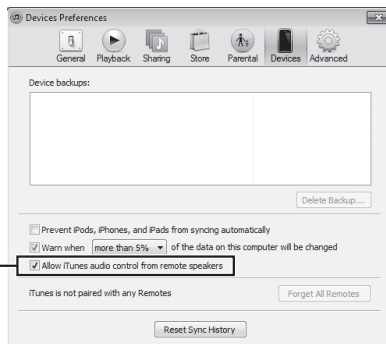 Devices Preferences
General Playback Sharing Store Parental Devices Advanced
Device backups:
Delete Backup...
Prevent iPods, iPhones, and iPads from syncing automatically
Warn when more than 5% of the data on this computer will be changed
Allow iTunes audio control from remote speakers
iTunes is not paired with any Remotes
Forget All Remotes
Reset Sync History